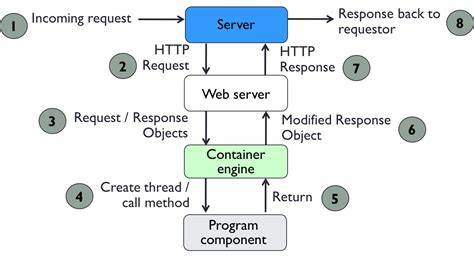 1
Incoming request
Server
Response back to
requestor
8
2
HTTP
Request
HTTP
Response
7
Web server
3
Request / Response
Objects
Modified Response
Object
6
Container
engine
4
Create thread /
call method
Return
5
Program
component